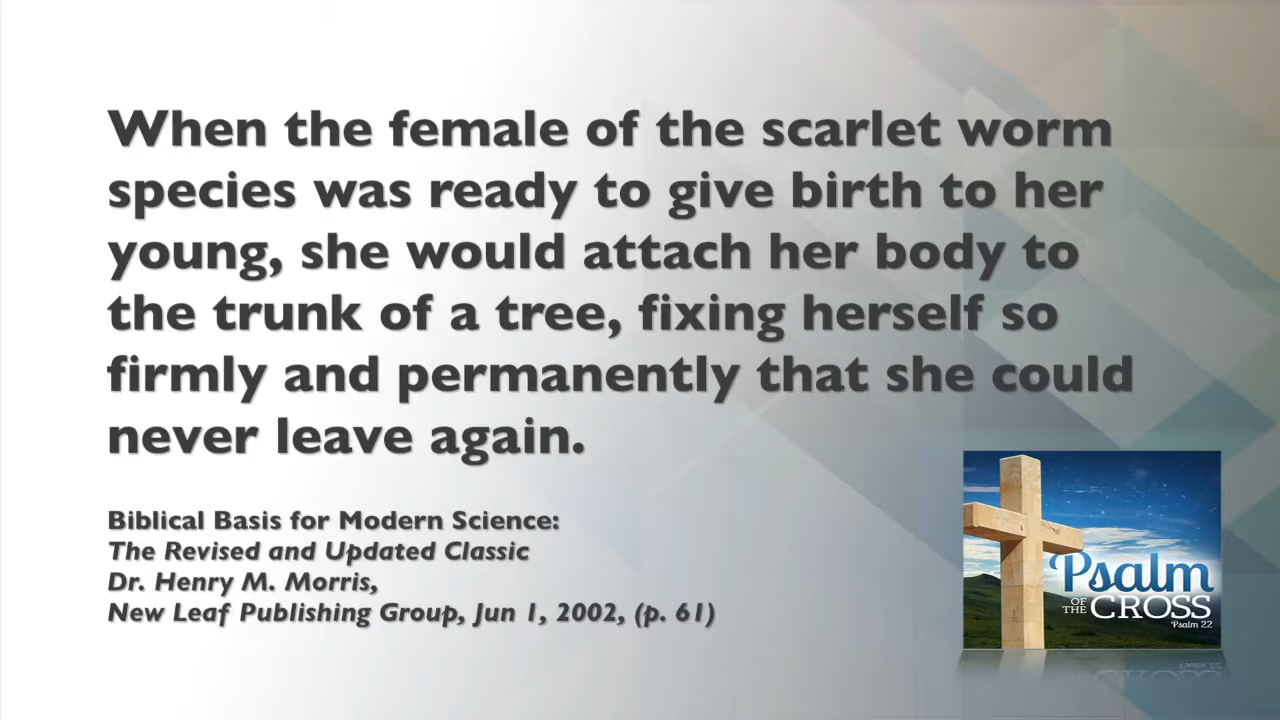 When the female of the scarlet worm
species was ready to give birth to her
young, she would attach her body to
the trunk of a tree, fixing herself so
firmly and permanently that she could
never leave again.
Biblical Basis for Modern Science:
The Revised and Updated Classic
Dr. Henry M. Morris,
New Leaf Publishing Group, Jun 1, 2002, (p. 61)
Psalm
OF THE CROSS
Psalm 22